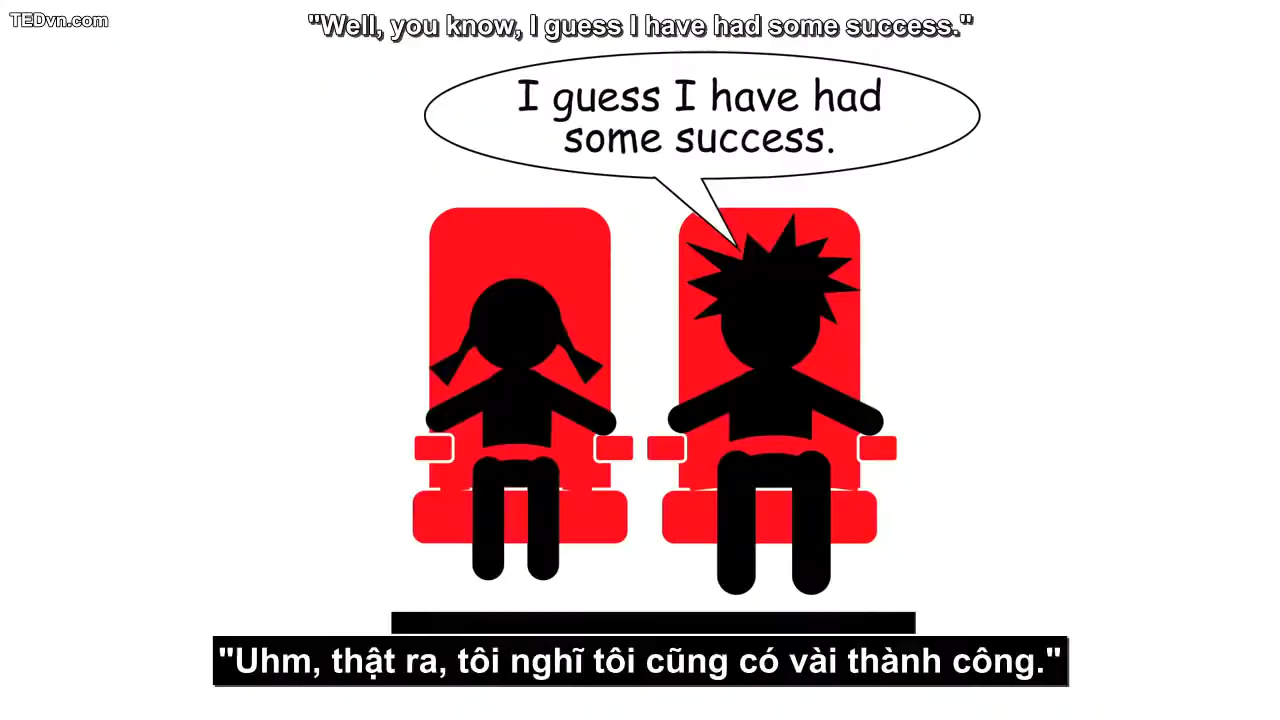 TEDvn.com
"Well, you know, I guess I have had some success."
I guess I have had
some success.
"Uhm, thật ra, tôi nghĩ tôi cũng có vài thành công."